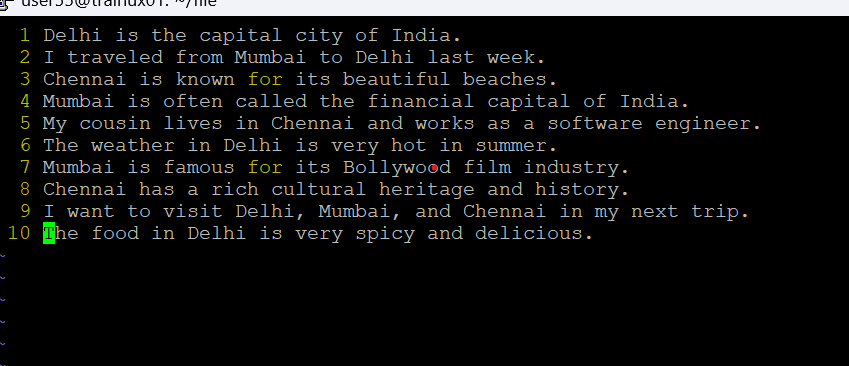 user55@trainux01: ~/file
1 Delhi is the capital city of India.
2 I traveled from Mumbai to Delhi last week.
3 Chennai is known for its beautiful beaches.
4 Mumbai is often called the financial capital of India.
5 My cousin lives in Chennai and works as a software engineer.
6 The weather in Delhi is very hot in summer.
7 Mumbai is famous for its Bollywood film industry.
8 Chennai has a rich cultural heritage and history.
9 I want to visit Delhi, Mumbai, and Chennai in my next trip.
10 The food in Delhi is very spicy and delicious.
~
~
~
~
~
~